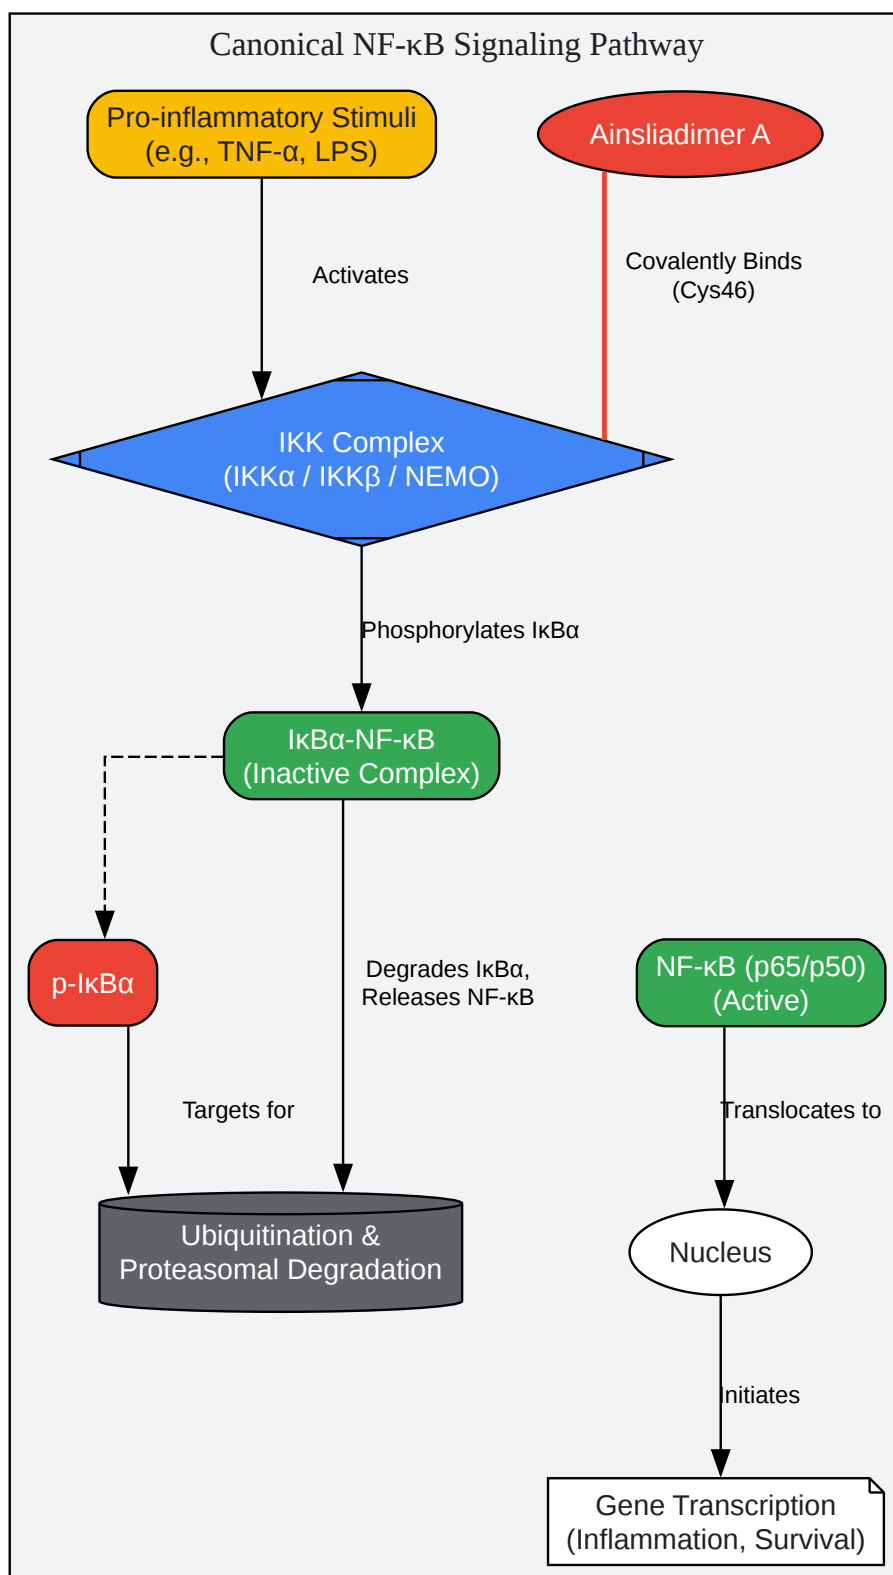 Canonical NF-κB Signaling Pathway
Pro-inflammatory Stimuli
(e.g., TNF-α, LPS)
Ainsliadimer A
Activates
Covalently Binds
(Cys46)
IKK Complex
(IKKα / IKKβ / NEMO)
Phosphorylates IκBα
IκBα-NF-κB
(Inactive Complex)
p-IκBα
Degrades IκBα,
Releases NF-κB
NF-κB (p65/p50)
(Active)
Targets for
Translocates to
Ubiquitination &
Proteasomal Degradation
Nucleus
Initiates
Gene Transcription
(Inflammation, Survival)